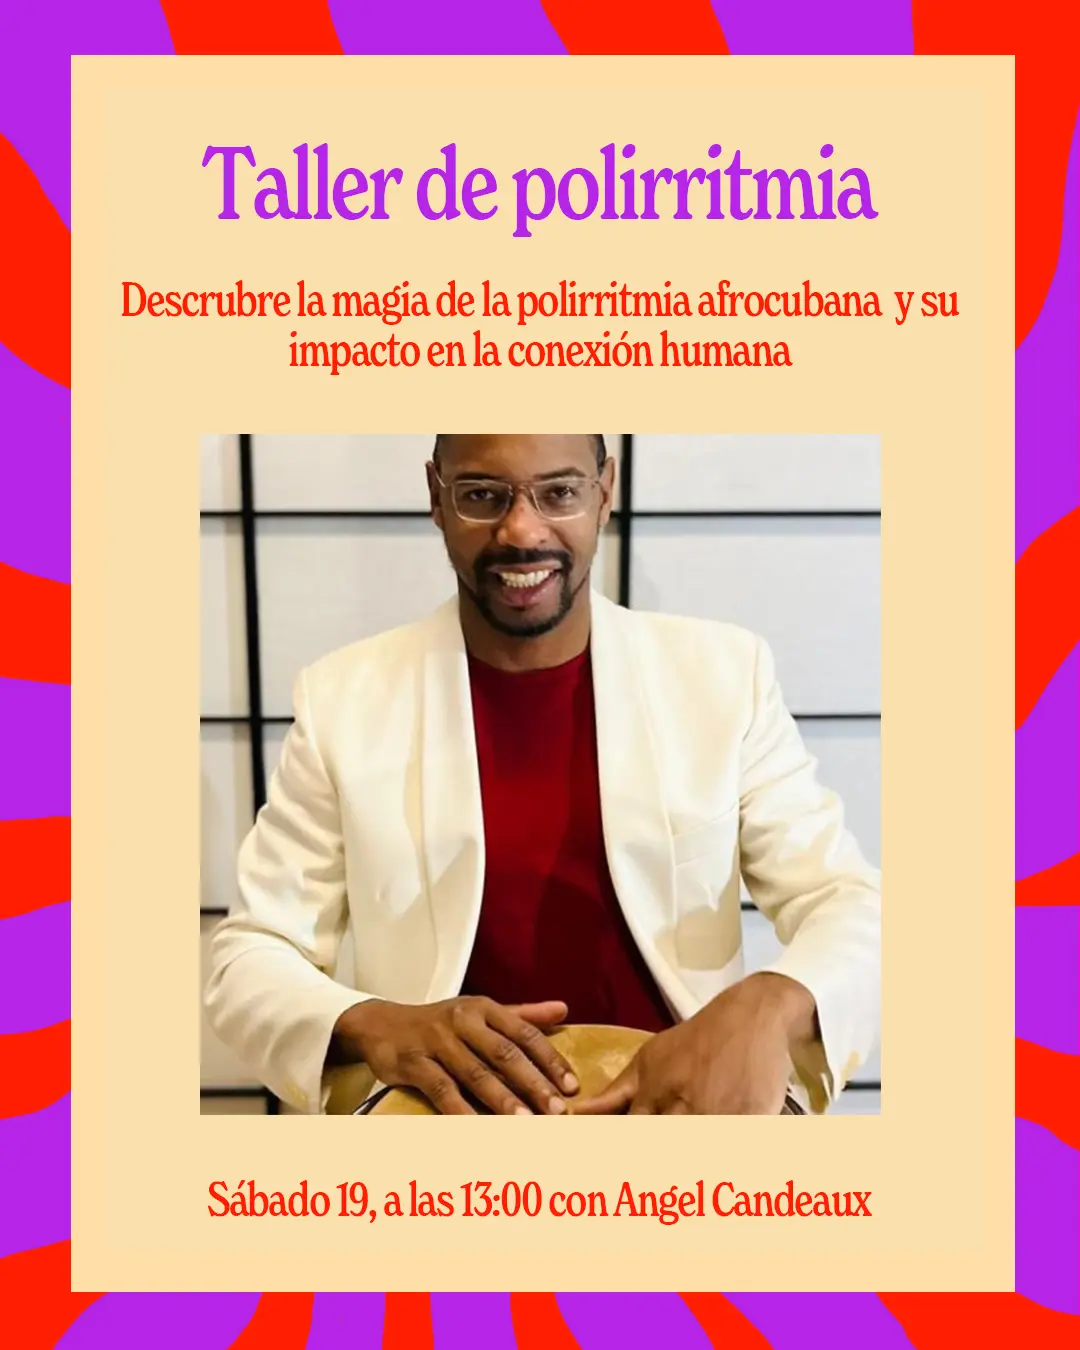 Taller de polirritmia
Descrubre la magia de la polirritmia afrocubana y su
impacto en la conexión humana
Sábado 19, a las 13:00 con Angel Candeaux